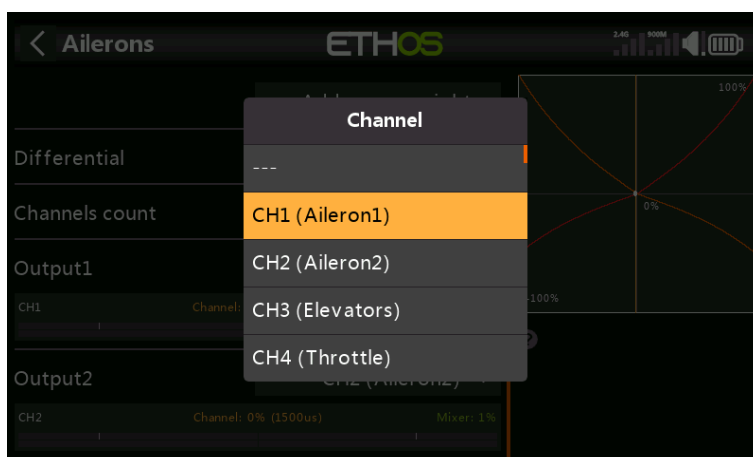 Ailerons
ETHOS
2.4G 900M
100%
Channel
---
Differential
CH1 (Aileron1)
Channels count
0%
CH2 (Aileron2)
Output1
CH3 (Elevators)
-100%
CH1 Channel:
CH4 (Throttle)
Output2
CH2 (Aileron2)
CH2 Channel: 0% (1500us) Mixer: 1%